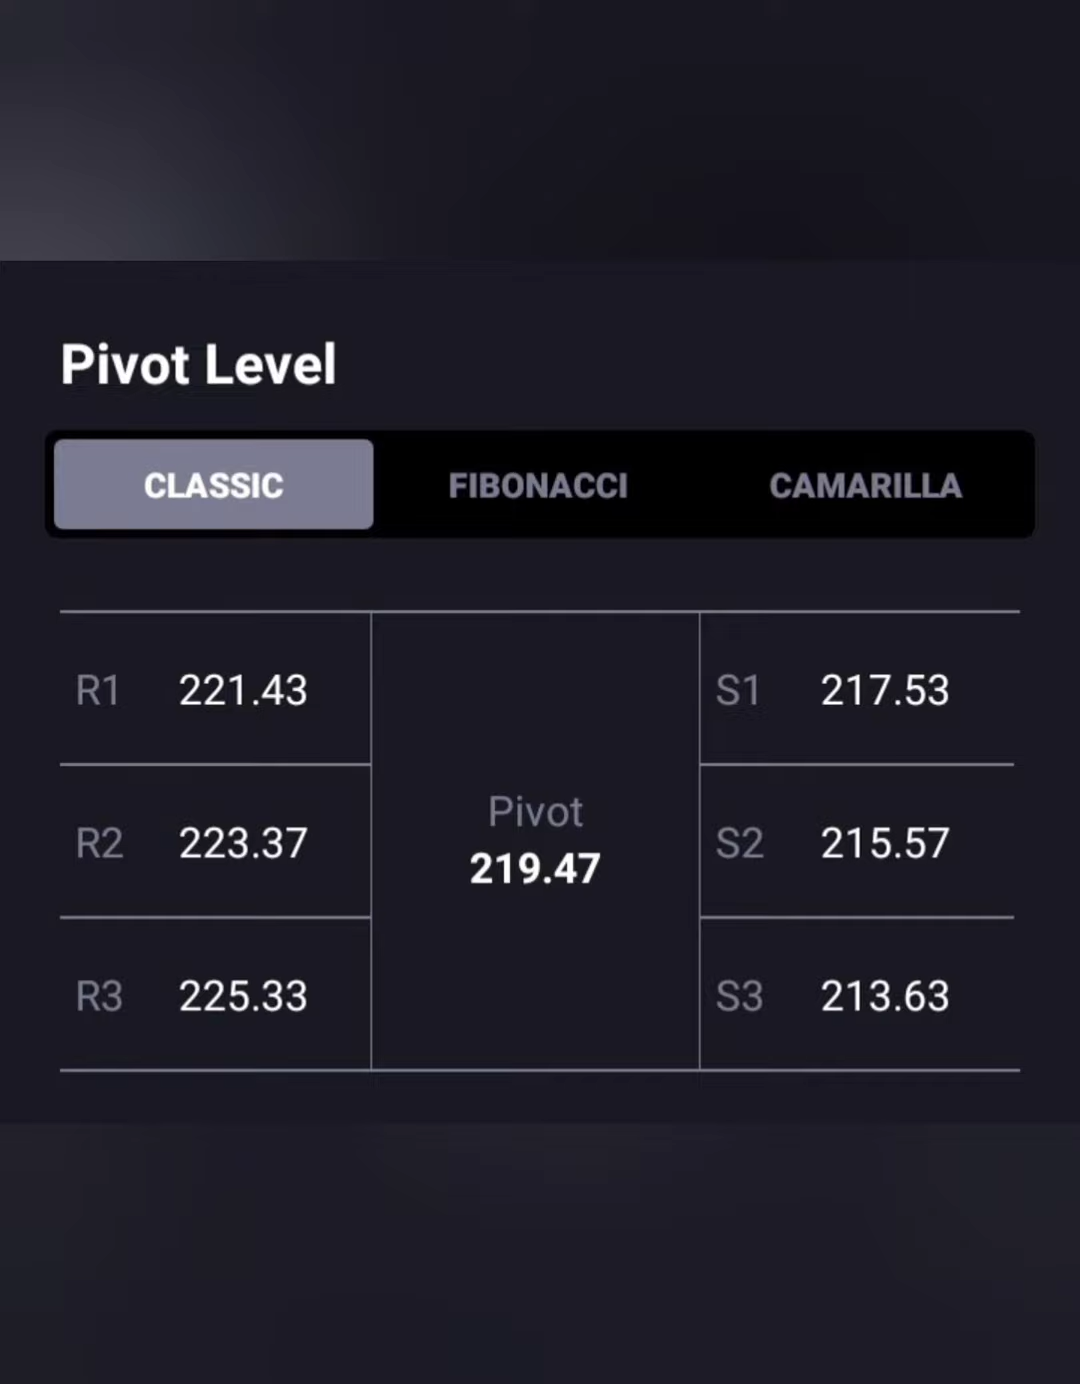 Pivot Level
CLASSIC FIBONACCI CAMARILLA
R1 221.43 S1 217.53
R2 223.37 Pivot 219.47 S2 215.57
R3 225.33 S3 213.63